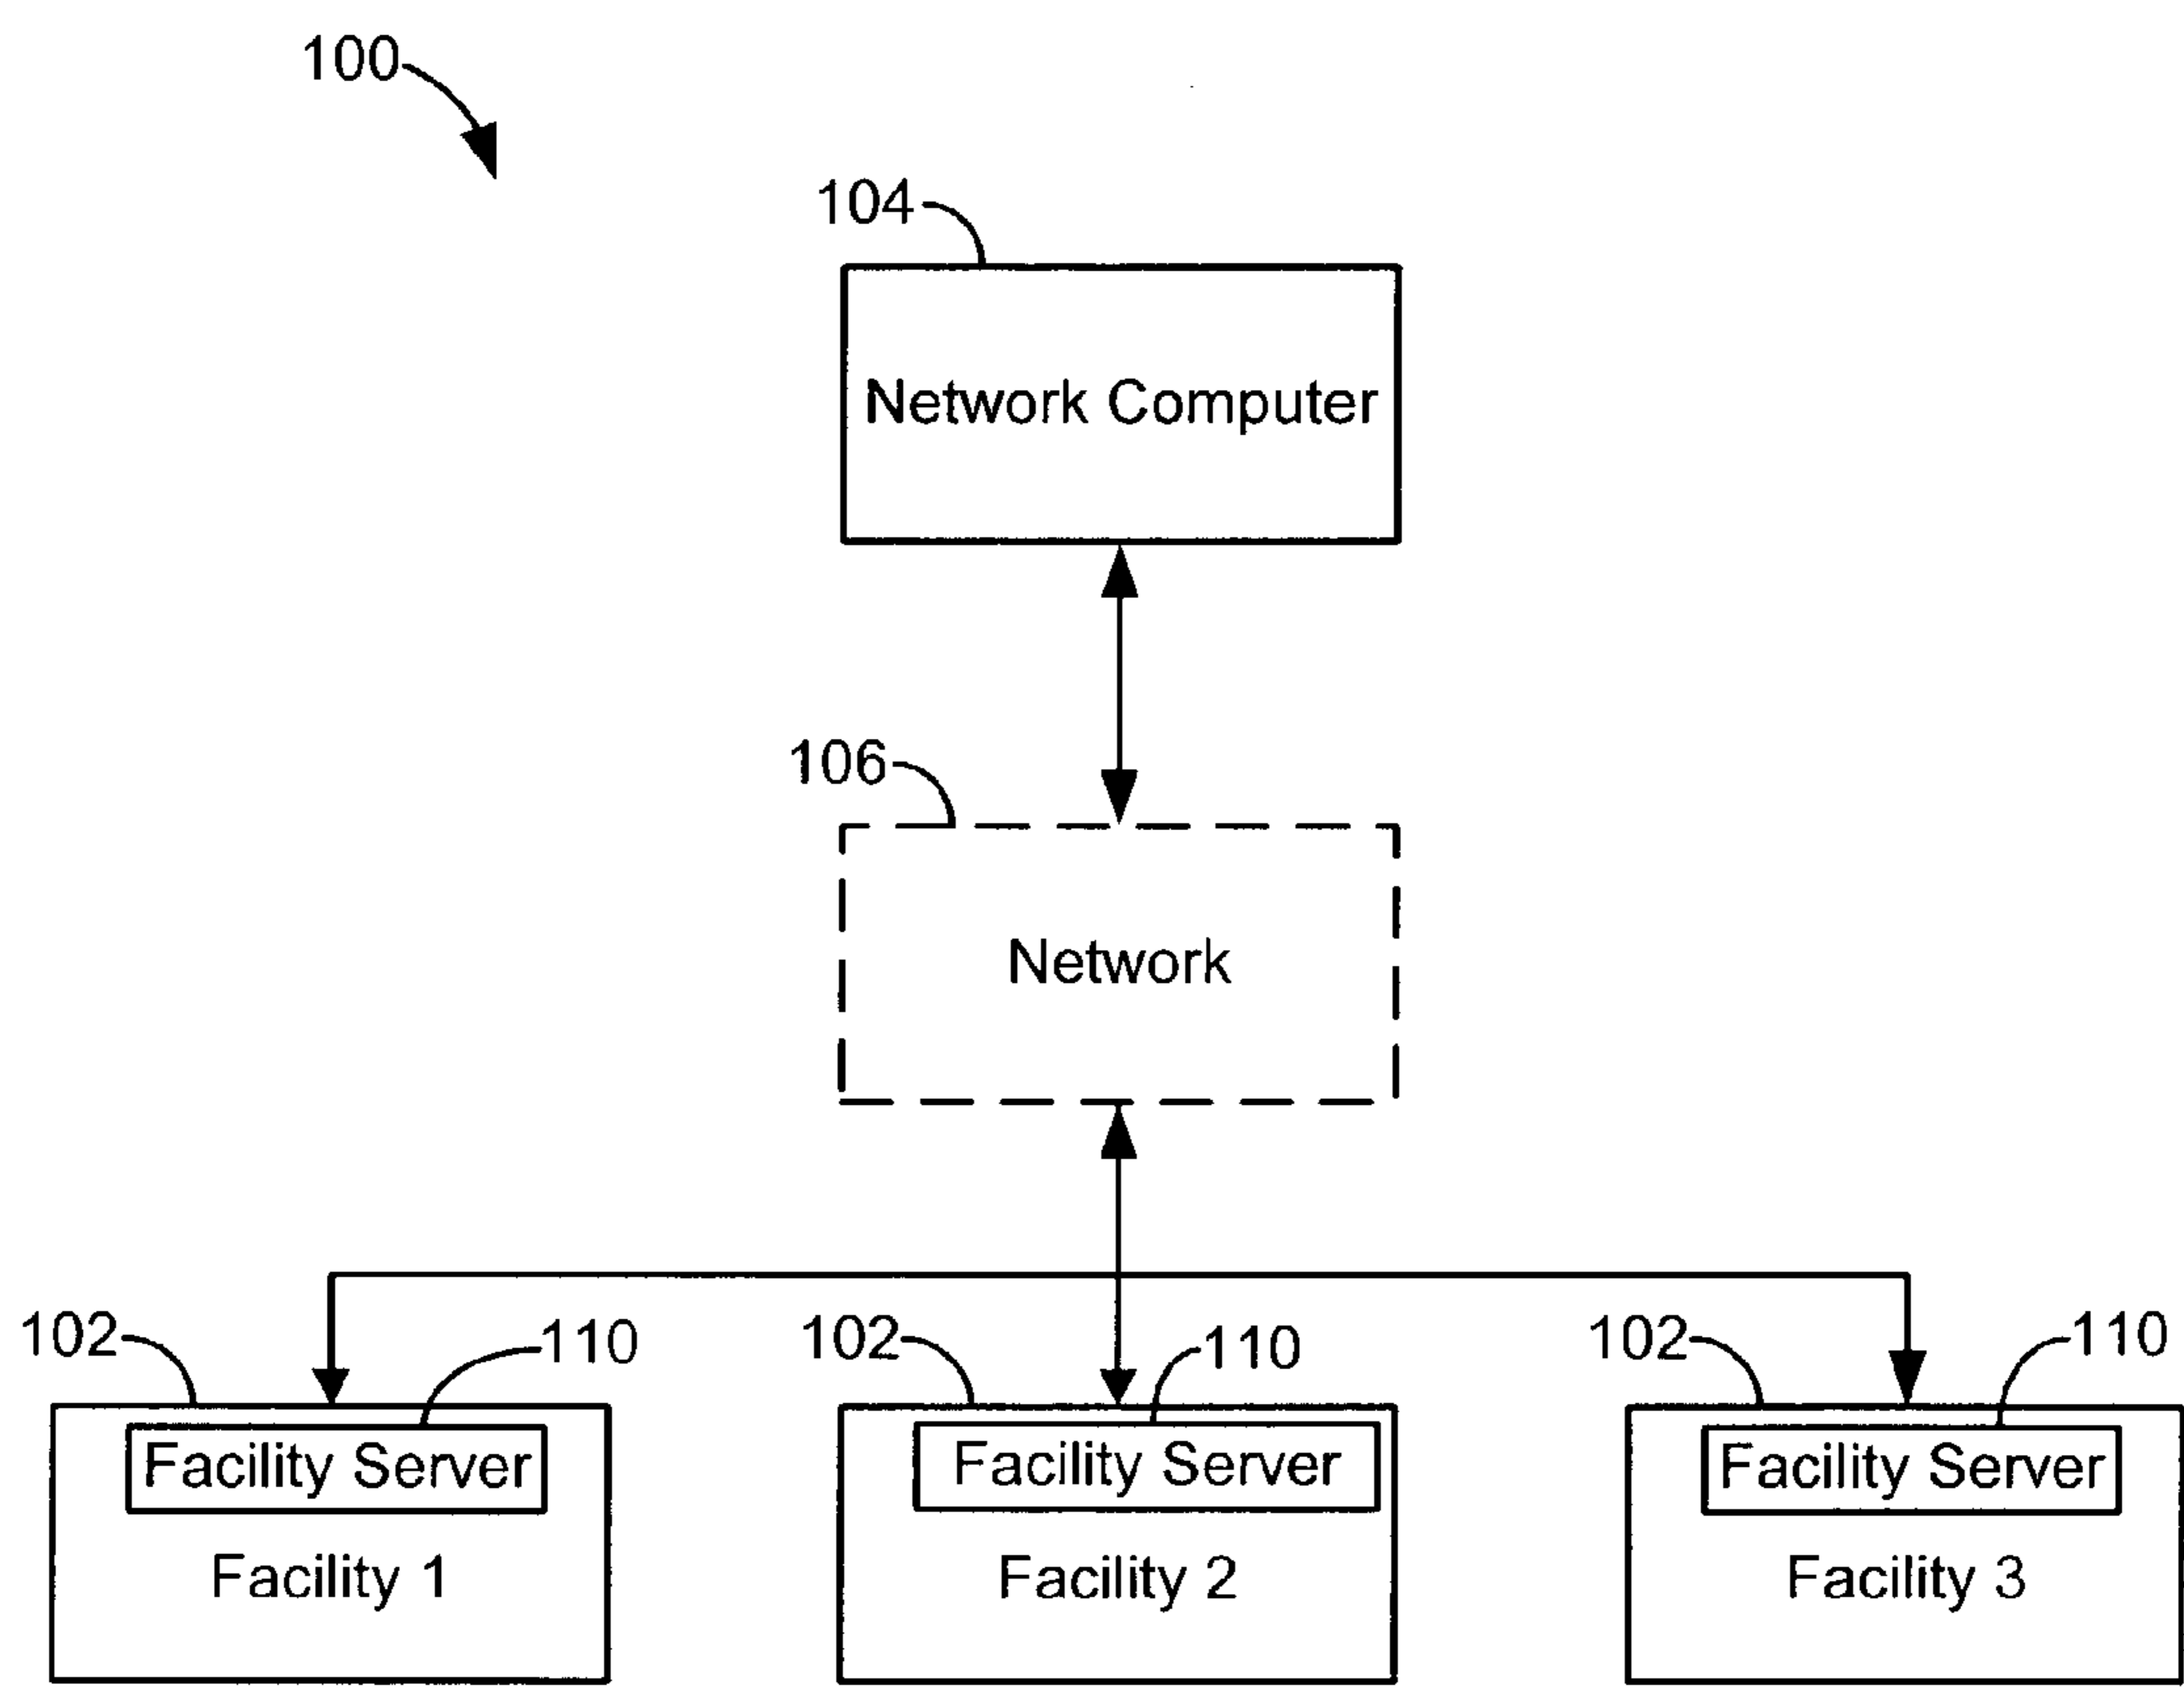 100
104
Network Computer
106
Network
102
110
102
110
102
110
Facility Server
Facility Server
Facility Server
Facility 1
Facility 2
Facility 3